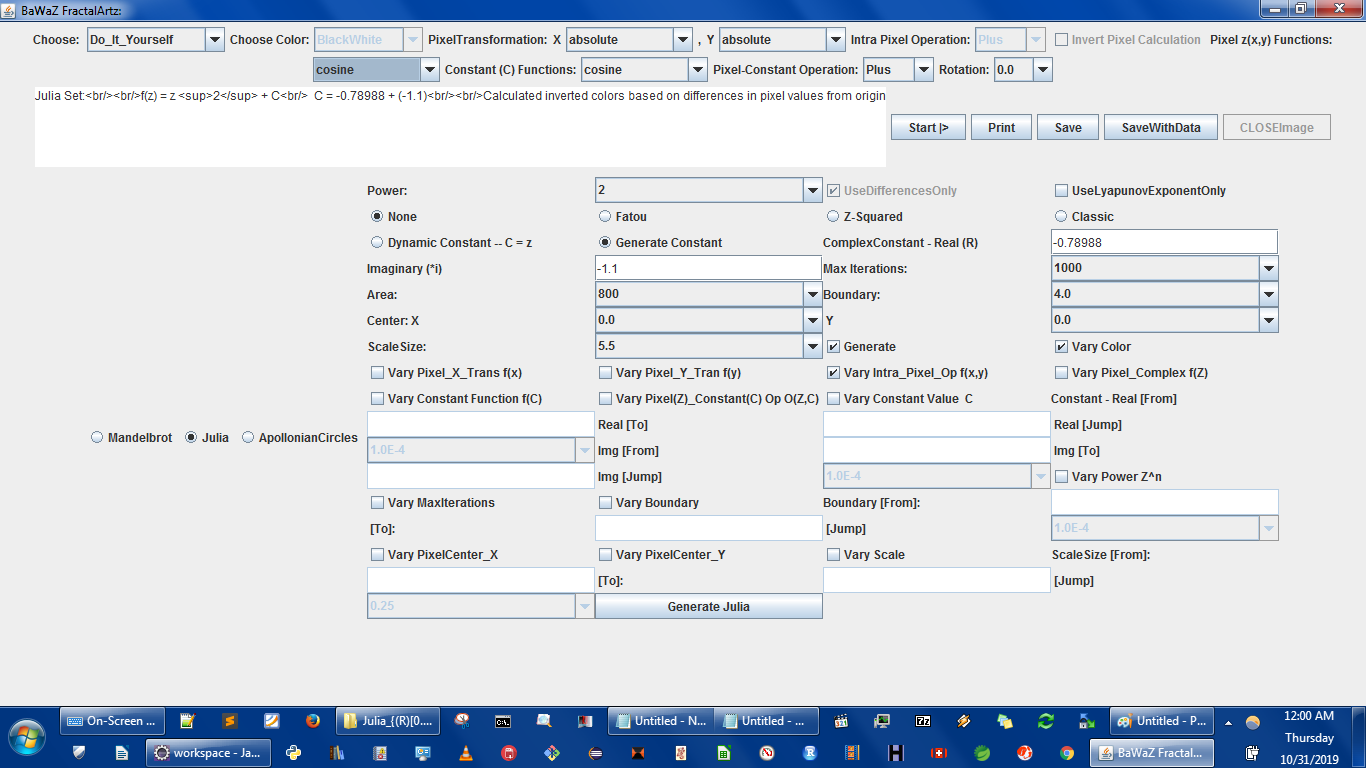 BaWaZ FractalArtz:
Choose: Do_It_Yourself Choose Color: BlackWhite PixelTransformation: X absolute , Y absolute Intra Pixel Operation: Plus Invert Pixel Calculation Pixel z(x,y) Functions:
cosine Constant (C) Functions: cosine Pixel-Constant Operation: Plus Rotation: 0.0
Julia Set:<br/><br/>f(z) = z <sup>2</sup> + C<br/> C = -0.78988 + (-1.1)<br/><br/>Calculated inverted colors based on differences in pixel values from origin
Start |> Print Save SaveWithData CLOSEImage
Power: 2 UseDifferencesOnly UseLyapunovExponentOnly
None Fatou Z-Squared Classic
Dynamic Constant -- C = z Generate Constant ComplexConstant - Real (R) -0.78988
Imaginary (*i) -1.1 Max Iterations: 1000
Area: 800 Boundary: 4.0
Center: X 0.0 Y 0.0
ScaleSize: 5.5 Generate Vary Color
Vary Pixel_X_Trans f(x) Vary Pixel_Y_Tran f(y) Vary Intra_Pixel_Op f(x,y) Vary Pixel_Complex f(Z)
Vary Constant Function f(C) Vary Pixel(Z)_Constant(C) Op O(Z,C) Vary Constant Value C Constant - Real [From]
Real [To] Real [Jump]
Mandelbrot Julia ApollonianCircles
1.0E-4 Img [From] Img [To]
Img [Jump] 1.0E-4 Vary Power Z^n
Vary MaxIterations Vary Boundary Boundary [From]:
[To]: [Jump] 1.0E-4
Vary PixelCenter_X Vary PixelCenter_Y Vary Scale ScaleSize [From]:
[To]: [Jump]
0.25 Generate Julia
On-Screen ... Julia_{(R)[0.... Untitled - N... Untitled - ... Untitled - P... 12:00 AM
Thursday
workspace - Ja... BaWaZ Fractal... 10/31/2019